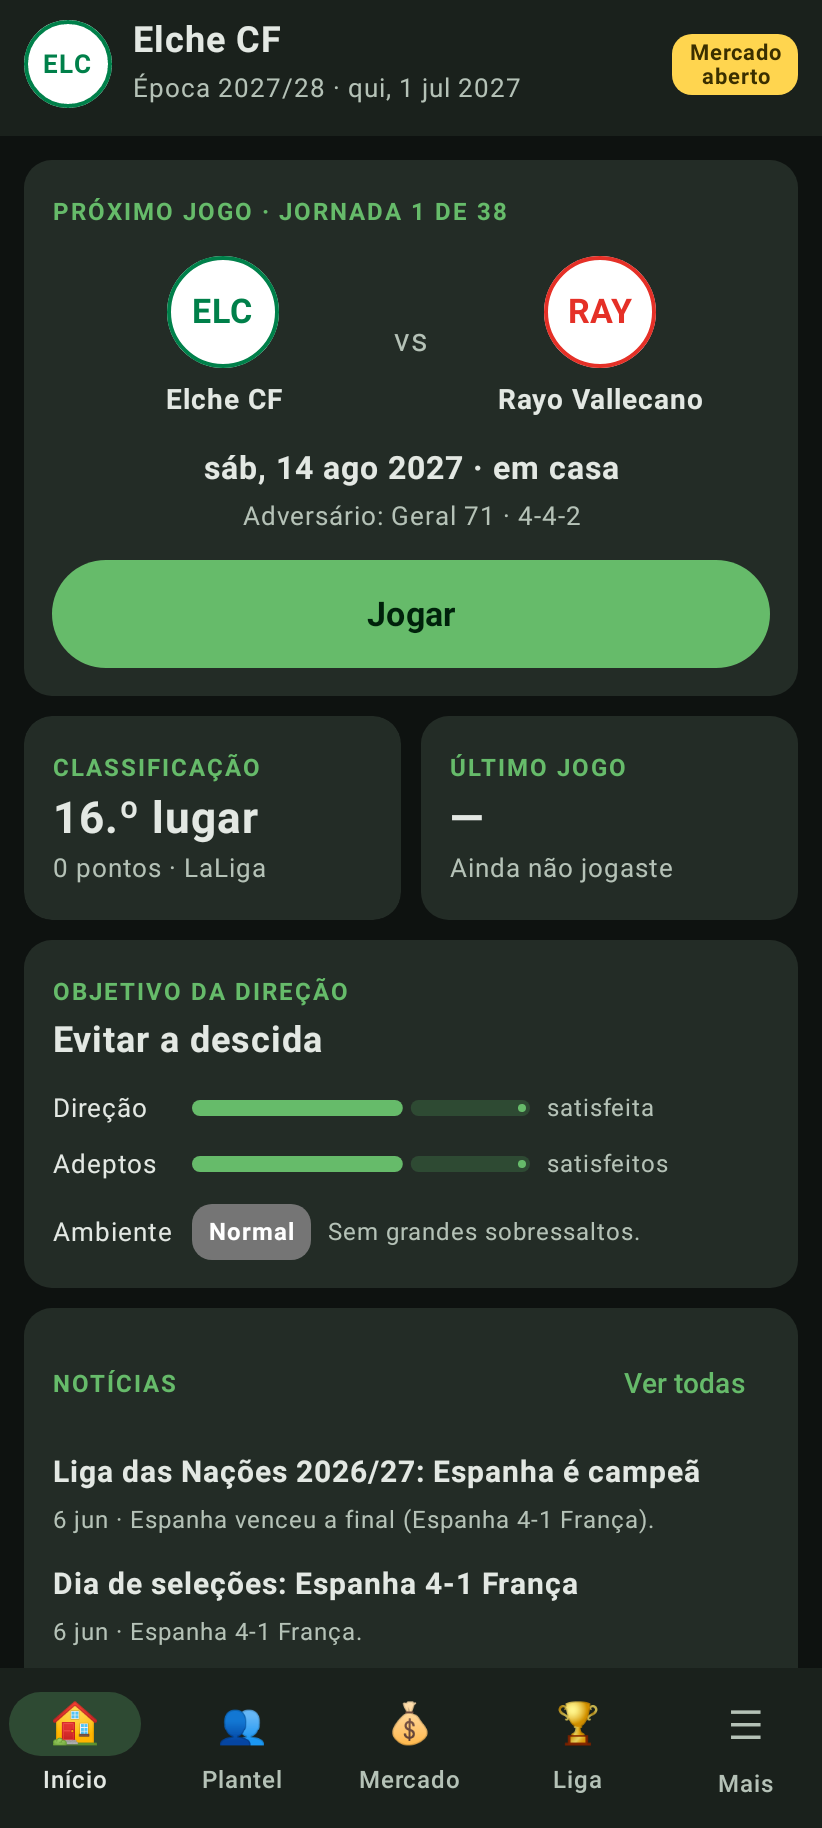 ELC
Elche CF
Época 2027/28 · qui, 1 jul 2027
Mercado
aberto
PRÓXIMO JOGO · JORNADA 1 DE 38
ELC
vs
RAY
Elche CF
Rayo Vallecano
sáb, 14 ago 2027 · em casa
Adversário: Geral 71 · 4-4-2
Jogar
CLASSIFICAÇÃO
16.º lugar
0 pontos · LaLiga
ÚLTIMO JOGO
—
Ainda não jogaste
OBJETIVO DA DIREÇÃO
Evitar a descida
Direção satisfeita
Adeptos satisfeitos
Ambiente Normal Sem grandes sobressaltos.
NOTÍCIAS
Ver todas
Liga das Nações 2026/27: Espanha é campeã
6 jun · Espanha venceu a final (Espanha 4-1 França).
Dia de seleções: Espanha 4-1 França
6 jun · Espanha 4-1 França.
Início
Plantel
Mercado
Liga
Mais